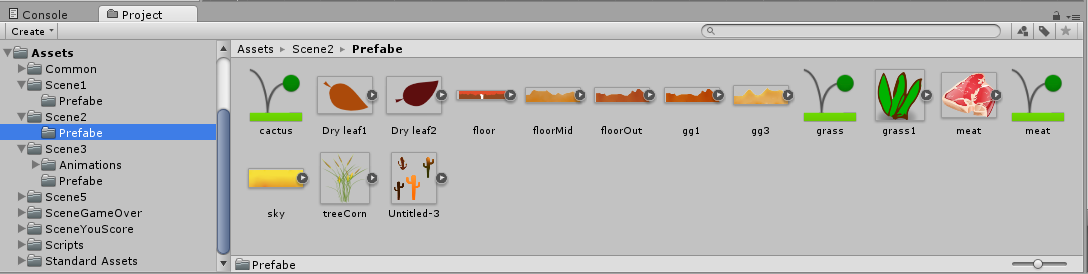 Console
Project
Create
Assets
Common
Scene1
Prefabe
Scene2
Prefabe
Scene3
Animations
Prefabe
Scene5
SceneGameOver
SceneYouScore
Scripts
Standard Assets
Assets Scene2 Prefabe
cactus Dry leaf1 Dry leaf2 floor floorMid floorOut gg1 gg3 grass grass1 meat meat
sky treeCorn Untitled-3
Prefabe